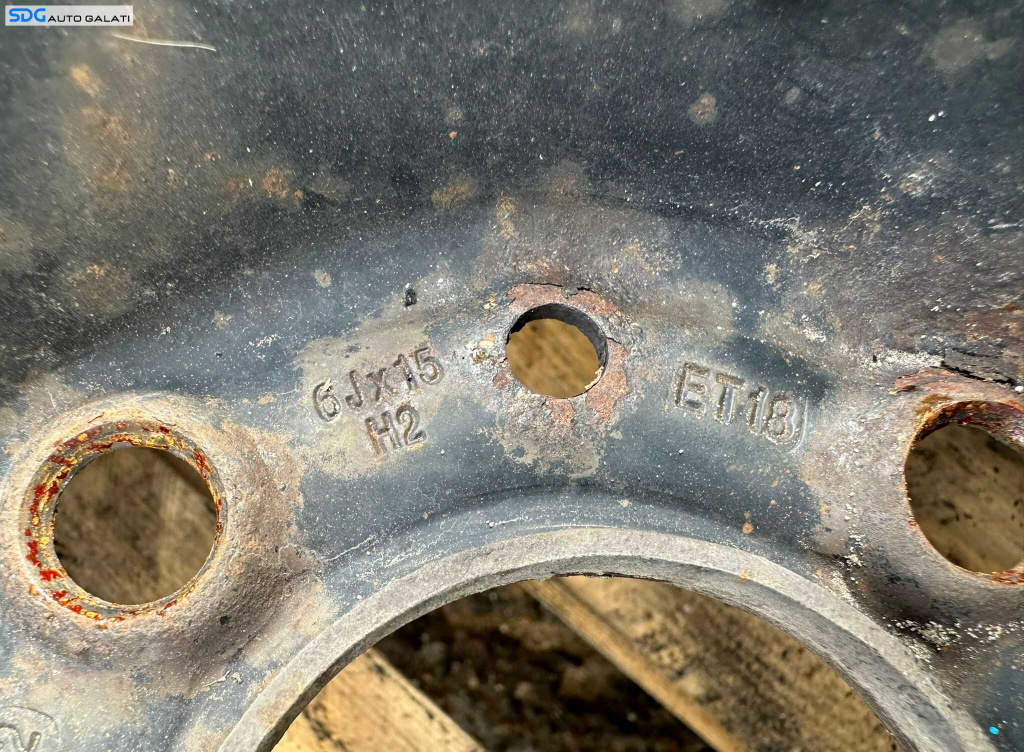 SDG AUTO GALATI
6Jx15
H2
ET18